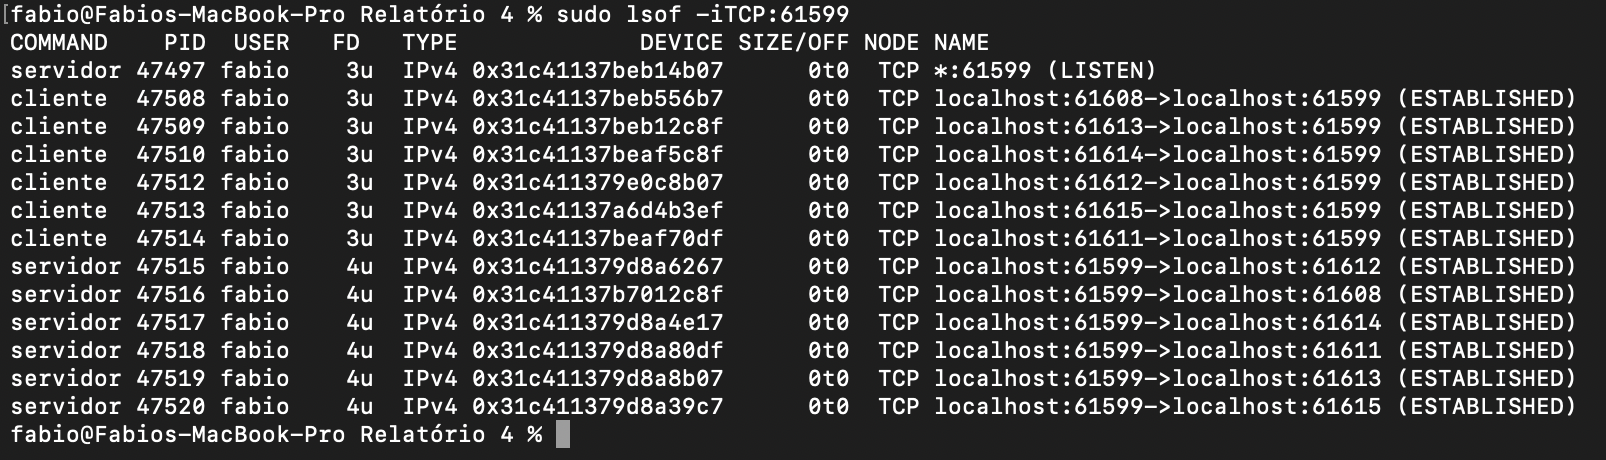 [fabio@Fabios-MacBook-Pro Relatório 4 % sudo lsof -iTCP:61599
COMMAND    PID  USER   FD   TYPE             DEVICE SIZE/OFF NODE NAME
servidor 47497 fabio    3u  IPv4 0x31c41137beb14b07      0t0  TCP *:61599 (LISTEN)
cliente  47508 fabio    3u  IPv4 0x31c41137beb556b7      0t0  TCP localhost:61608->localhost:61599 (ESTABLISHED)
cliente  47509 fabio    3u  IPv4 0x31c41137beb12c8f      0t0  TCP localhost:61613->localhost:61599 (ESTABLISHED)
cliente  47510 fabio    3u  IPv4 0x31c41137beaf5c8f      0t0  TCP localhost:61614->localhost:61599 (ESTABLISHED)
cliente  47512 fabio    3u  IPv4 0x31c411379e0c8b07      0t0  TCP localhost:61612->localhost:61599 (ESTABLISHED)
cliente  47513 fabio    3u  IPv4 0x31c41137a6d4b3ef      0t0  TCP localhost:61615->localhost:61599 (ESTABLISHED)
cliente  47514 fabio    3u  IPv4 0x31c41137beaf70df      0t0  TCP localhost:61611->localhost:61599 (ESTABLISHED)
servidor 47515 fabio    4u  IPv4 0x31c411379d8a6267      0t0  TCP localhost:61599->localhost:61612 (ESTABLISHED)
servidor 47516 fabio    4u  IPv4 0x31c41137b7012c8f      0t0  TCP localhost:61599->localhost:61608 (ESTABLISHED)
servidor 47517 fabio    4u  IPv4 0x31c411379d8a4e17      0t0  TCP localhost:61599->localhost:61614 (ESTABLISHED)
servidor 47518 fabio    4u  IPv4 0x31c411379d8a80df      0t0  TCP localhost:61599->localhost:61611 (ESTABLISHED)
servidor 47519 fabio    4u  IPv4 0x31c411379d8a8b07      0t0  TCP localhost:61599->localhost:61613 (ESTABLISHED)
servidor 47520 fabio    4u  IPv4 0x31c411379d8a39c7      0t0  TCP localhost:61599->localhost:61615 (ESTABLISHED)
fabio@Fabios-MacBook-Pro Relatório 4 %